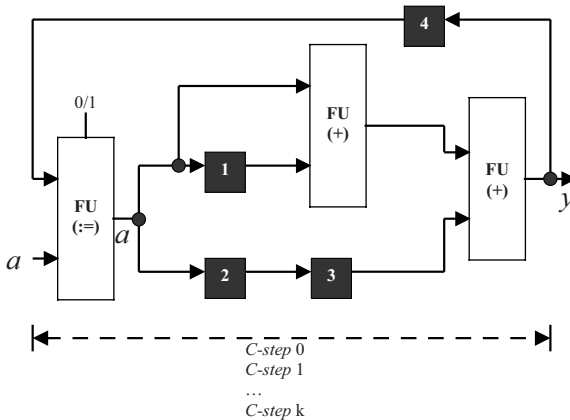 4
0/1
FU
(+)
FU
(+)
1
FU
(:=)
a
y
a
2
3
C-step 0
C-step 1
...
C-step k